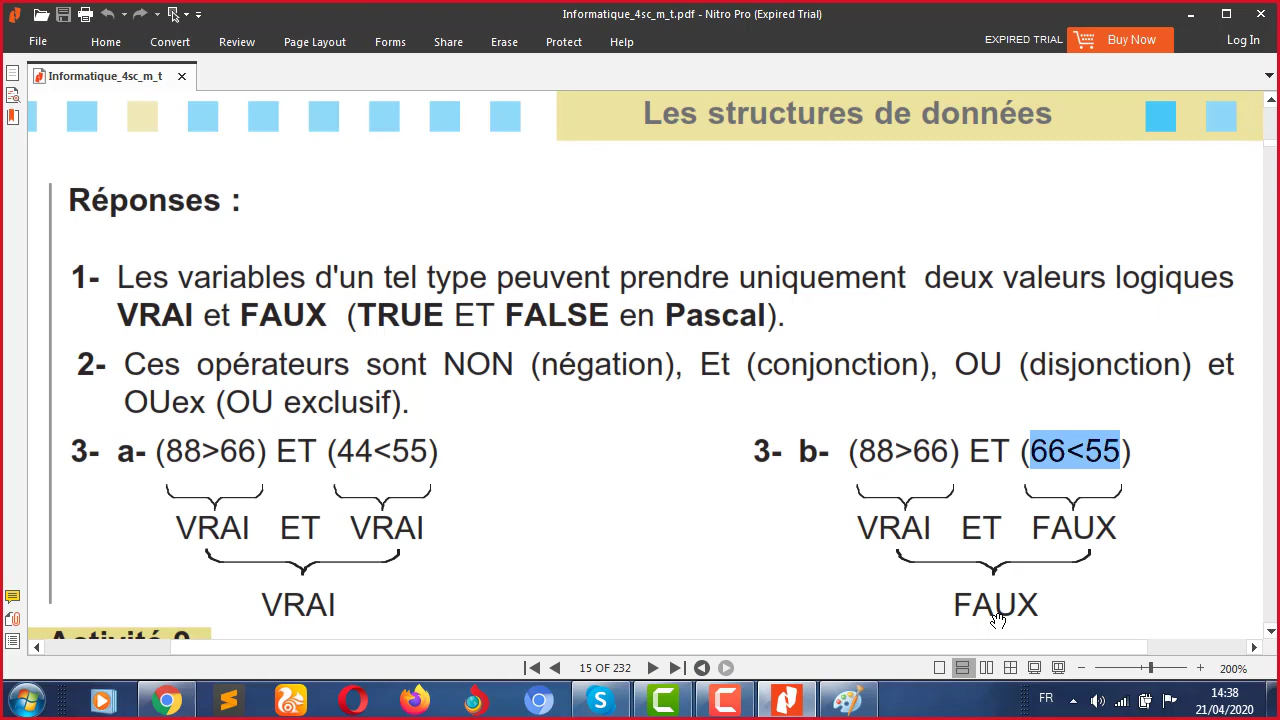 Informatique_4sc_m_t.pdf - Nitro Pro (Expired Trial)
File Home Convert Review Page Layout Forms Share Erase Protect Help EXPIRED TRIAL Buy Now Log In
Informatique_4sc_m_t
Les structures de données
Réponses :
1- Les variables d'un tel type peuvent prendre uniquement deux valeurs logiques
VRAI et FAUX (TRUE ET FALSE en Pascal).
2- Ces opérateurs sont NON (négation), Et (conjonction), OU (disjonction) et
OUex (OU exclusif).
3- a- (88>66) ET (44<55) 3- b- (88>66) ET (66<55)
VRAI ET VRAI VRAI ET FAUX
VRAI FAUX
Activité 9
15 OF 232 200%
FR 14:38
21/04/2020